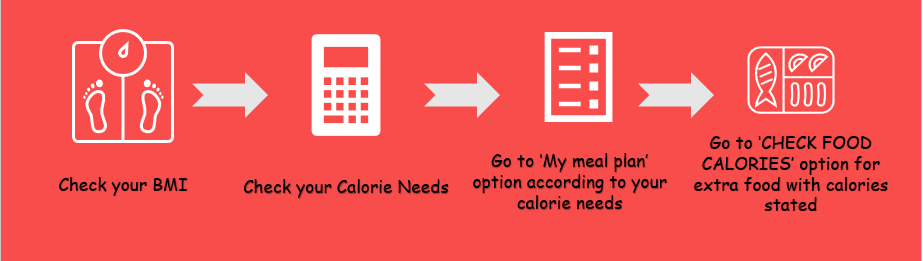 Check your BMI
Check your Calorie Needs
Go to 'My meal plan'
option according to your
calorie needs
Go to 'CHECK FOOD
CALORIES' option for
extra food with calories
stated